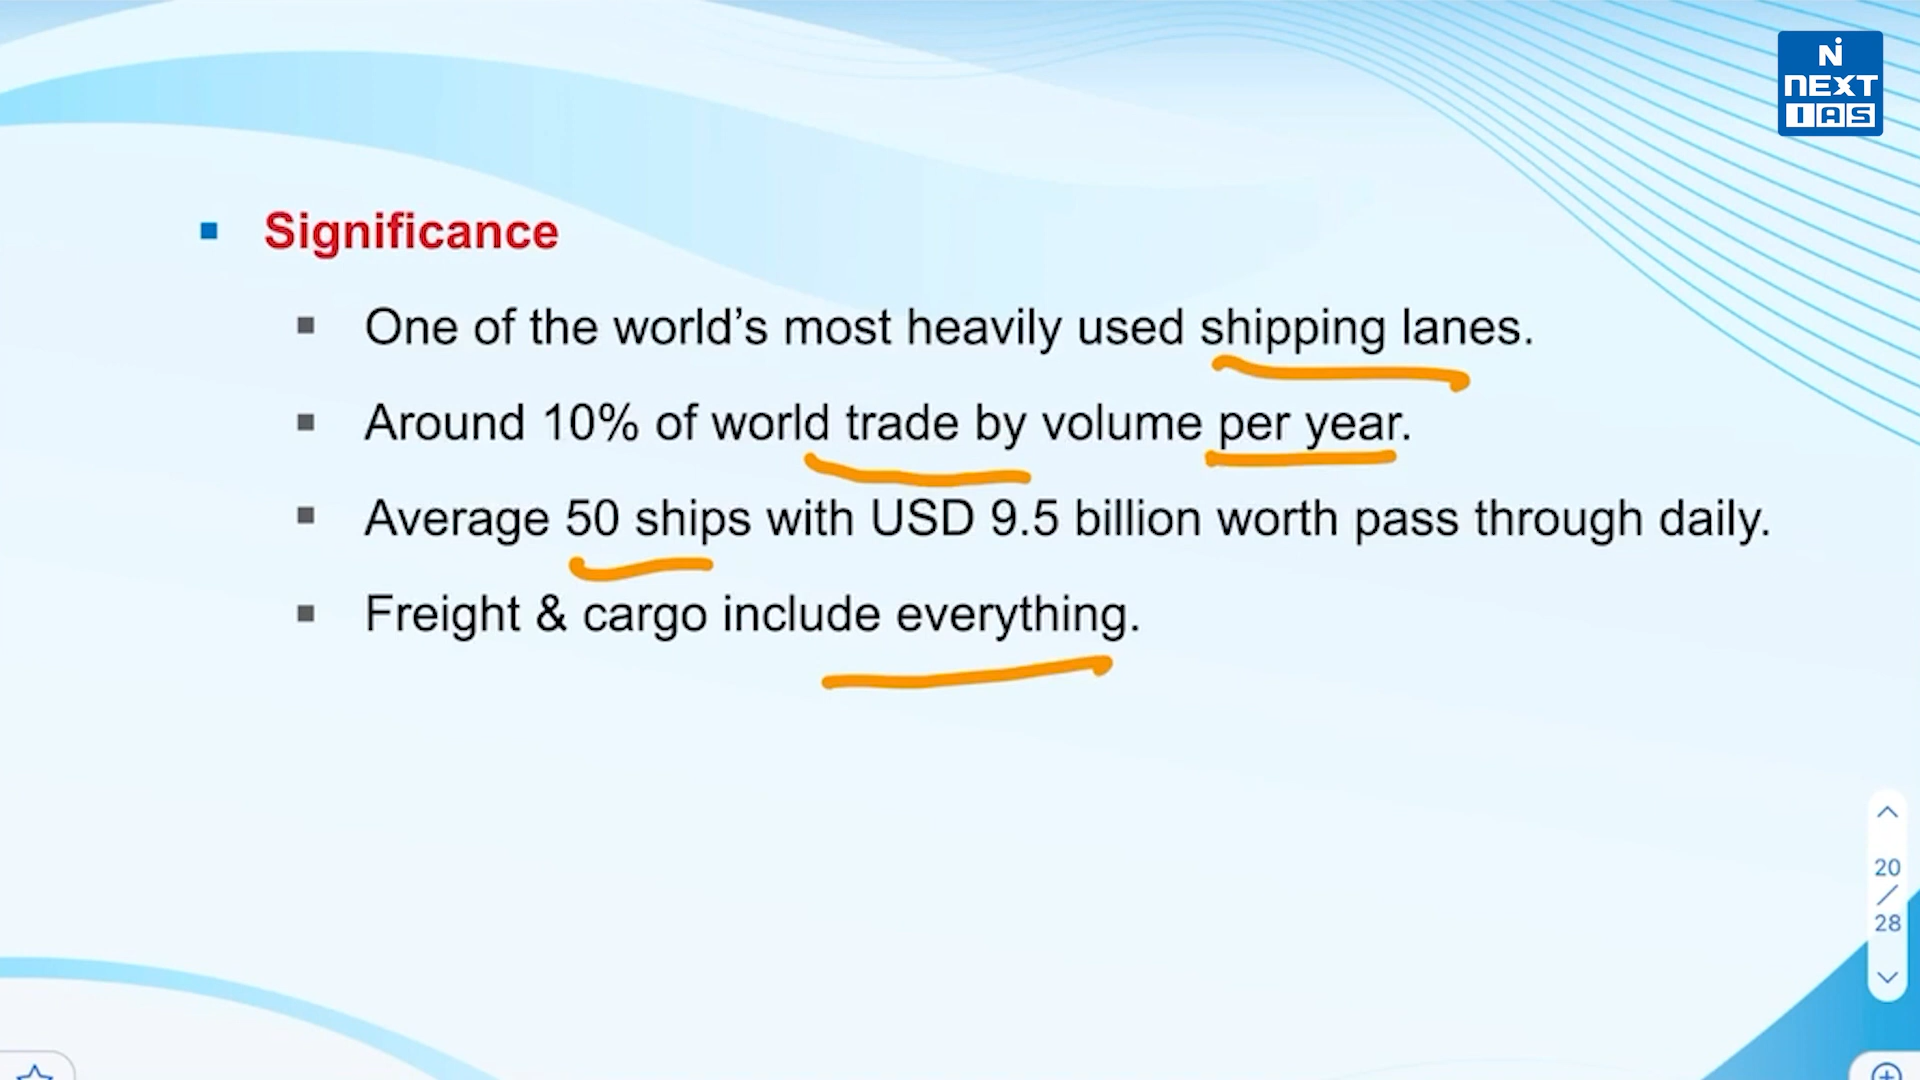 N
NEXT
IAS
Significance
One of the world's most heavily used shipping lanes.
Around 10% of world trade by volume per year.
Average 50 ships with USD 9.5 billion worth pass through daily.
Freight & cargo include everything.
20
/
28